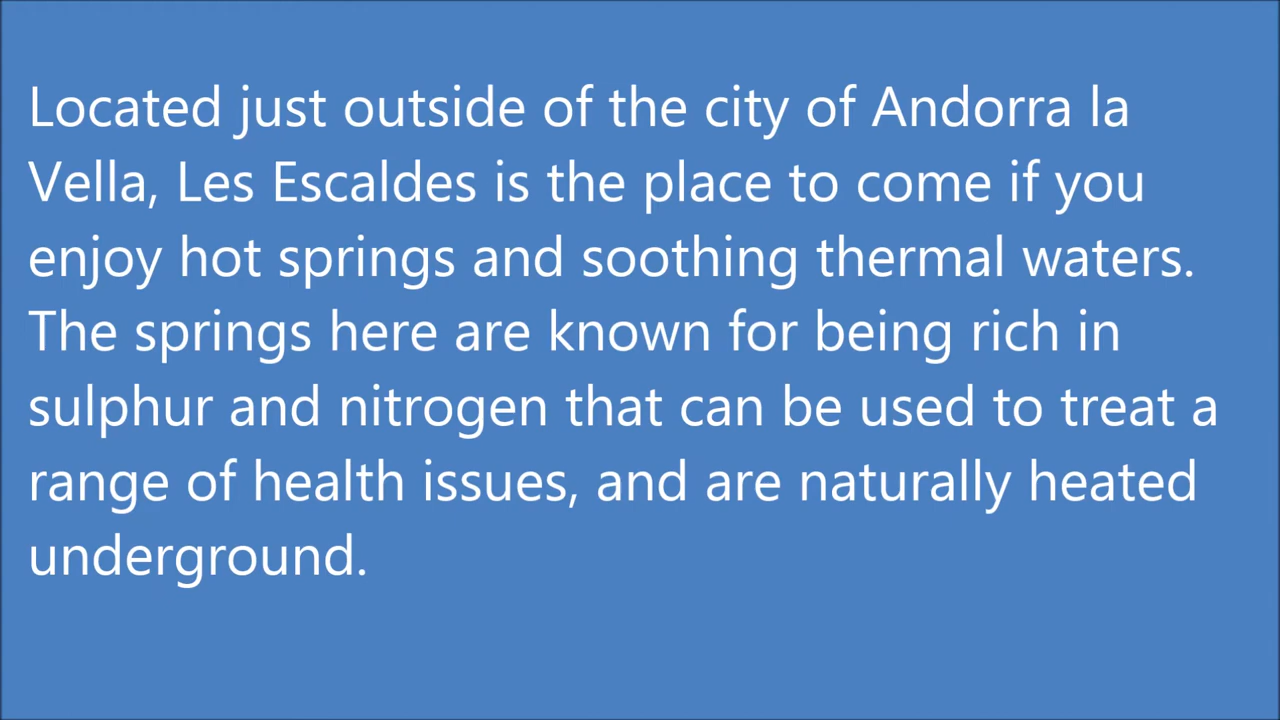 Located just outside of the city of Andorra la
Vella, Les Escaldes is the place to come if you
enjoy hot springs and soothing thermal waters.
The springs here are known for being rich in
sulphur and nitrogen that can be used to treat a
range of health issues, and are naturally heated
underground.